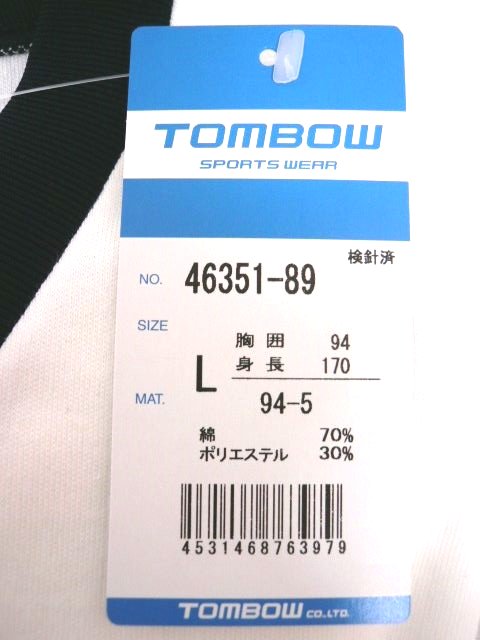 TOMBOW
SPORTS WEAR
検針済
NO. 46351-89
SIZE
L
胸囲 94
身長 170
MAT. 94-5
綿 70%
ポリエステル 30%
4531468763979
TOMBOW CO.,LTD.